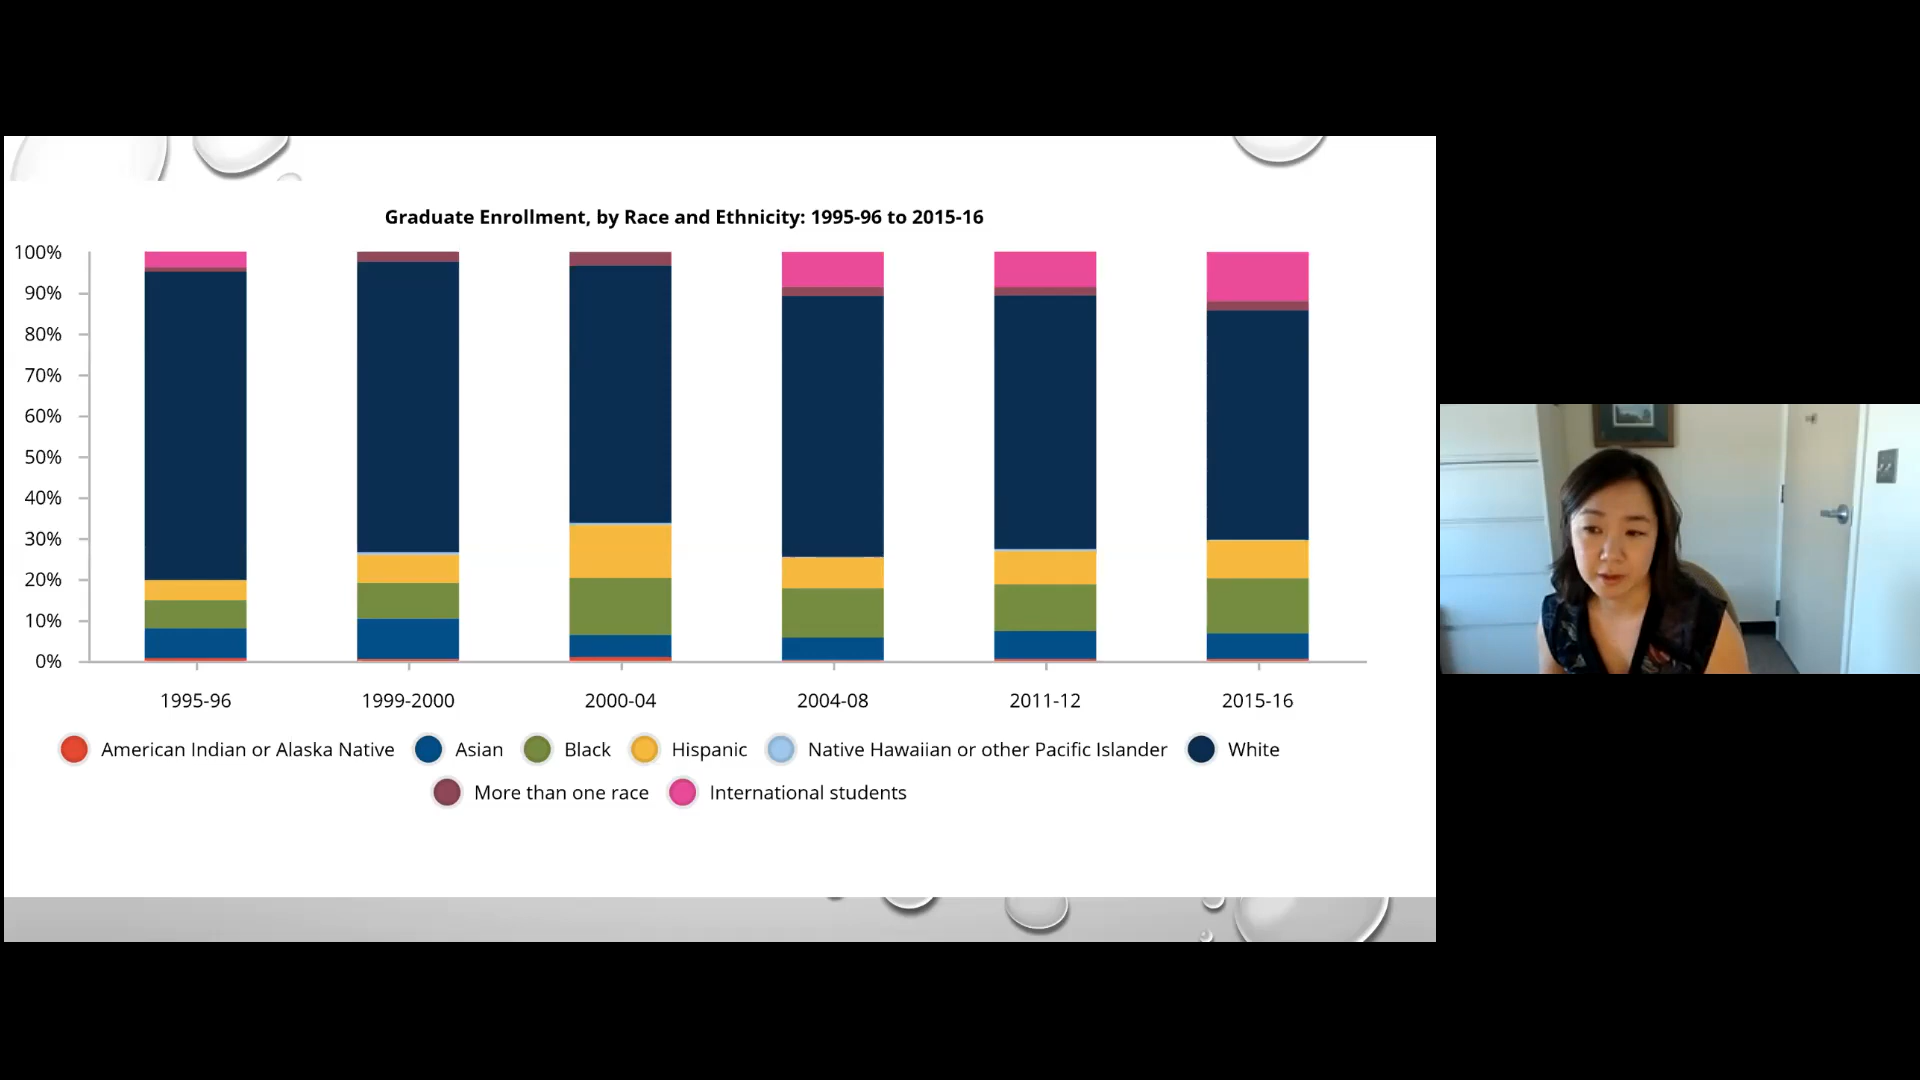 Graduate Enrollment, by Race and Ethnicity: 1995-96 to 2015-16
100%
90%
80%
70%
60%
50%
40%
30%
20%
10%
0%
1995-96 1999-2000 2000-04 2004-08 2011-12 2015-16
American Indian or Alaska Native Asian Black Hispanic Native Hawaiian or other Pacific Islander White
More than one race International students